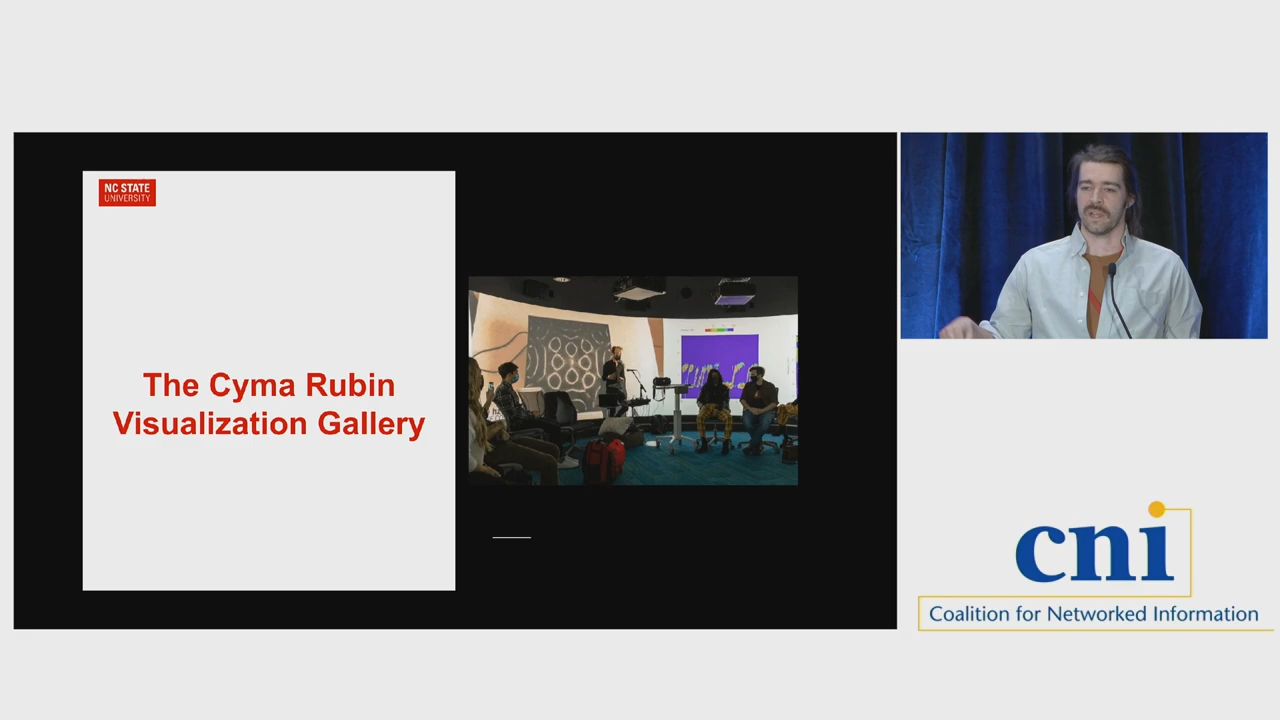 NC STATE
UNIVERSITY
The Cyma Rubin
Visualization Gallery
cni
Coalition for Networked Information